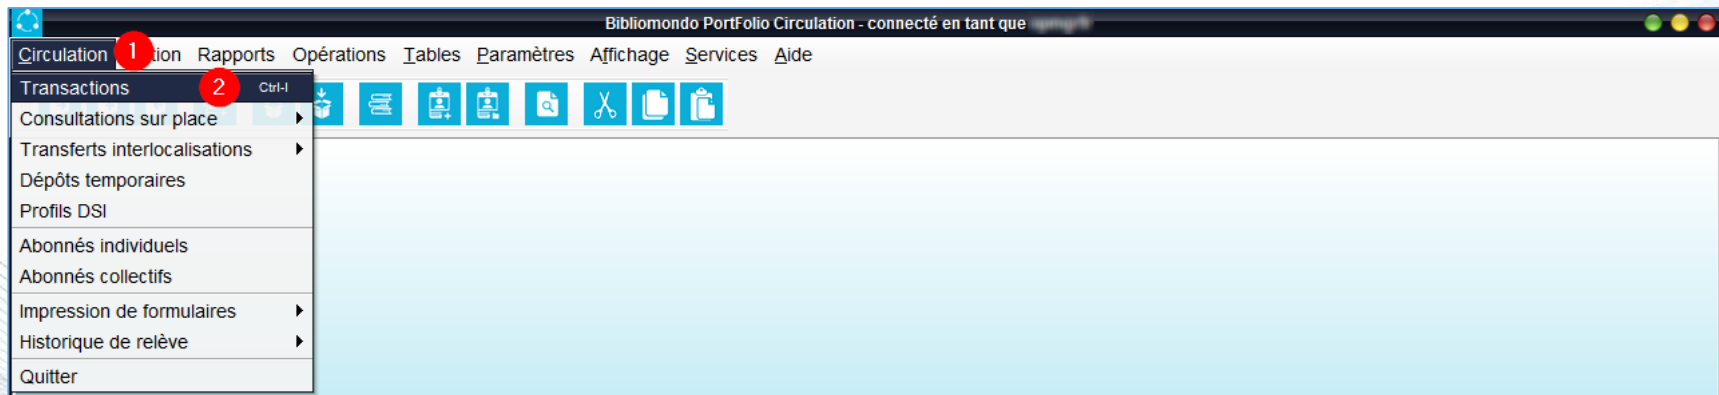 Bibliomondo PortFolio Circulation - connecté en tant que
Circulation 1 tion Rapports Opérations Tables Paramètres Affichage Services Aide
Transactions 2 Ctrl-I
Consultations sur place
Transferts interlocalisations
Dépôts temporaires
Profils DSI
Abonnés individuels
Abonnés collectifs
Impression de formulaires
Historique de relève
Quitter